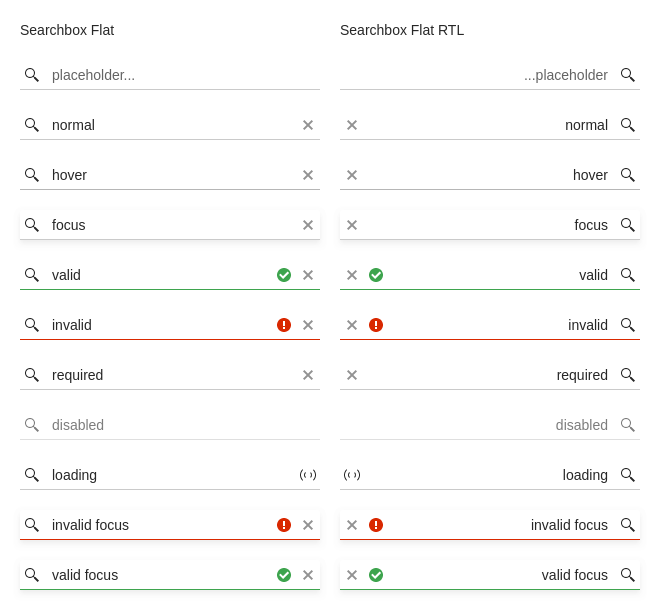 Searchbox Flat
placeholder...
normal
hover
focus
valid
invalid
required
disabled
loading
invalid focus
valid focus
Searchbox Flat RTL
...placeholder
normal
hover
focus
valid
invalid
required
disabled
loading
invalid focus
valid focus